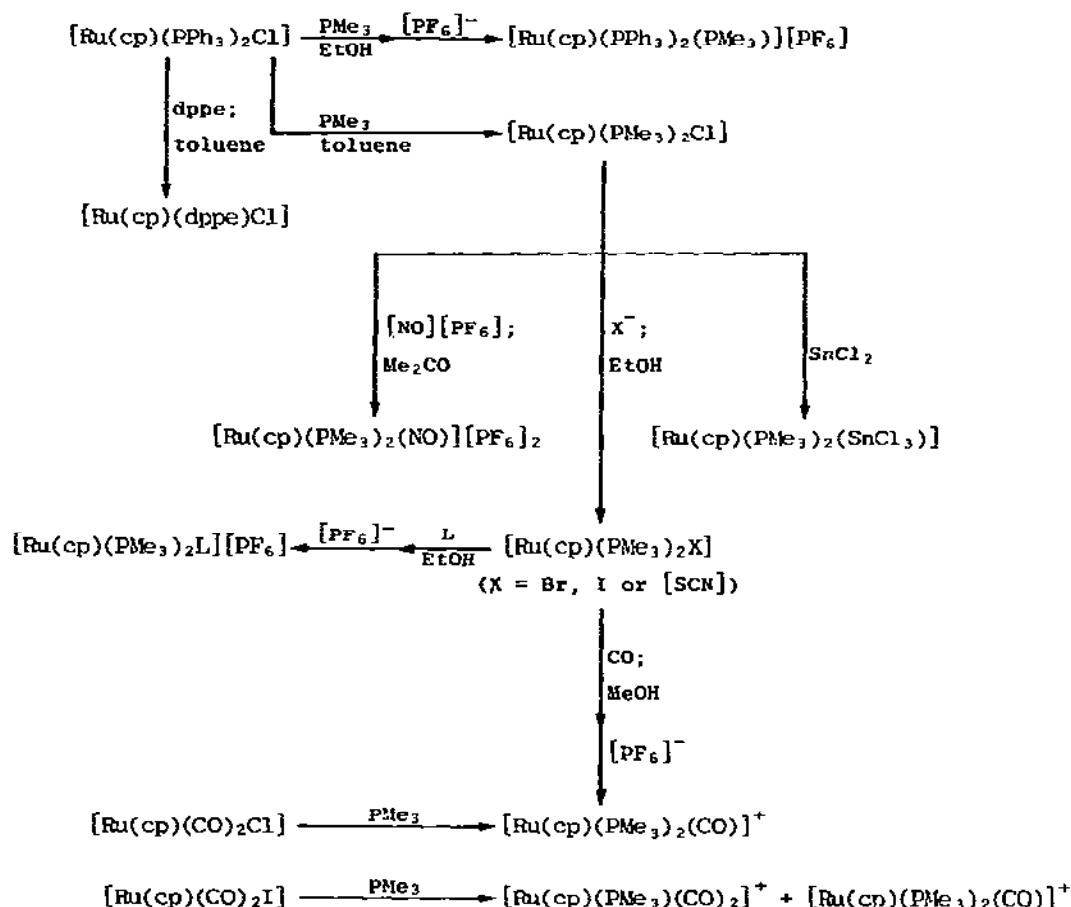 [Ru(cp)(PPh₃)₂Cl] PMe₃ EtOH [PF₆]⁻ [Ru(cp)(PPh₃)₂(PMe₃)][PF₆]
dppe;
toluene
PMe₃
toluene
[Ru(cp)(PMe₃)₂Cl]
[Ru(cp)(dppe)Cl]
[NO][PF₆];
Me₂CO
X⁻;
EtOH
SnCl₂
[Ru(cp)(PMe₃)₂(NO)][PF₆]₂
[Ru(cp)(PMe₃)₂(SnCl₃)]
[Ru(cp)(PMe₃)₂L][PF₆] [PF₆]⁻ L EtOH [Ru(cp)(PMe₃)₂X]
(X = Br, I or [SCN])
CO;
MeOH
[PF₆]⁻
[Ru(cp)(CO)₂Cl] PMe₃ [Ru(cp)(PMe₃)₂(CO)]⁺
[Ru(cp)(CO)₂I] PMe₃ [Ru(cp)(PMe₃)(CO)₂]⁺ + [Ru(cp)(PMe₃)₂(CO)]⁺